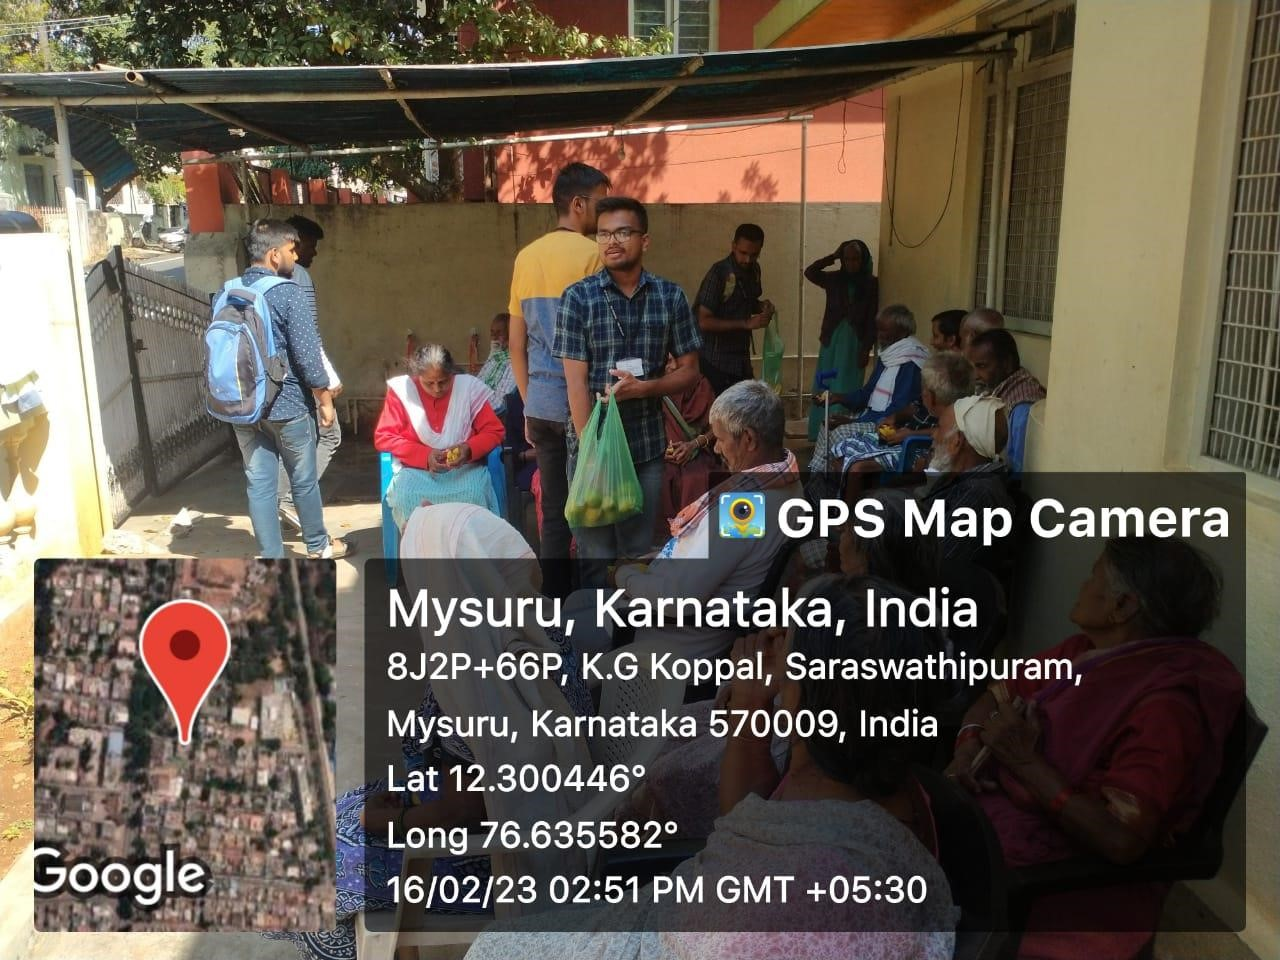 GPS Map Camera
Mysuru, Karnataka, India
8J2P+66P, K.G Koppal, Saraswathipuram,
Mysuru, Karnataka 570009, India
Lat 12.300446°
Long 76.635582°
16/02/23 02:51 PM GMT +05:30
Google